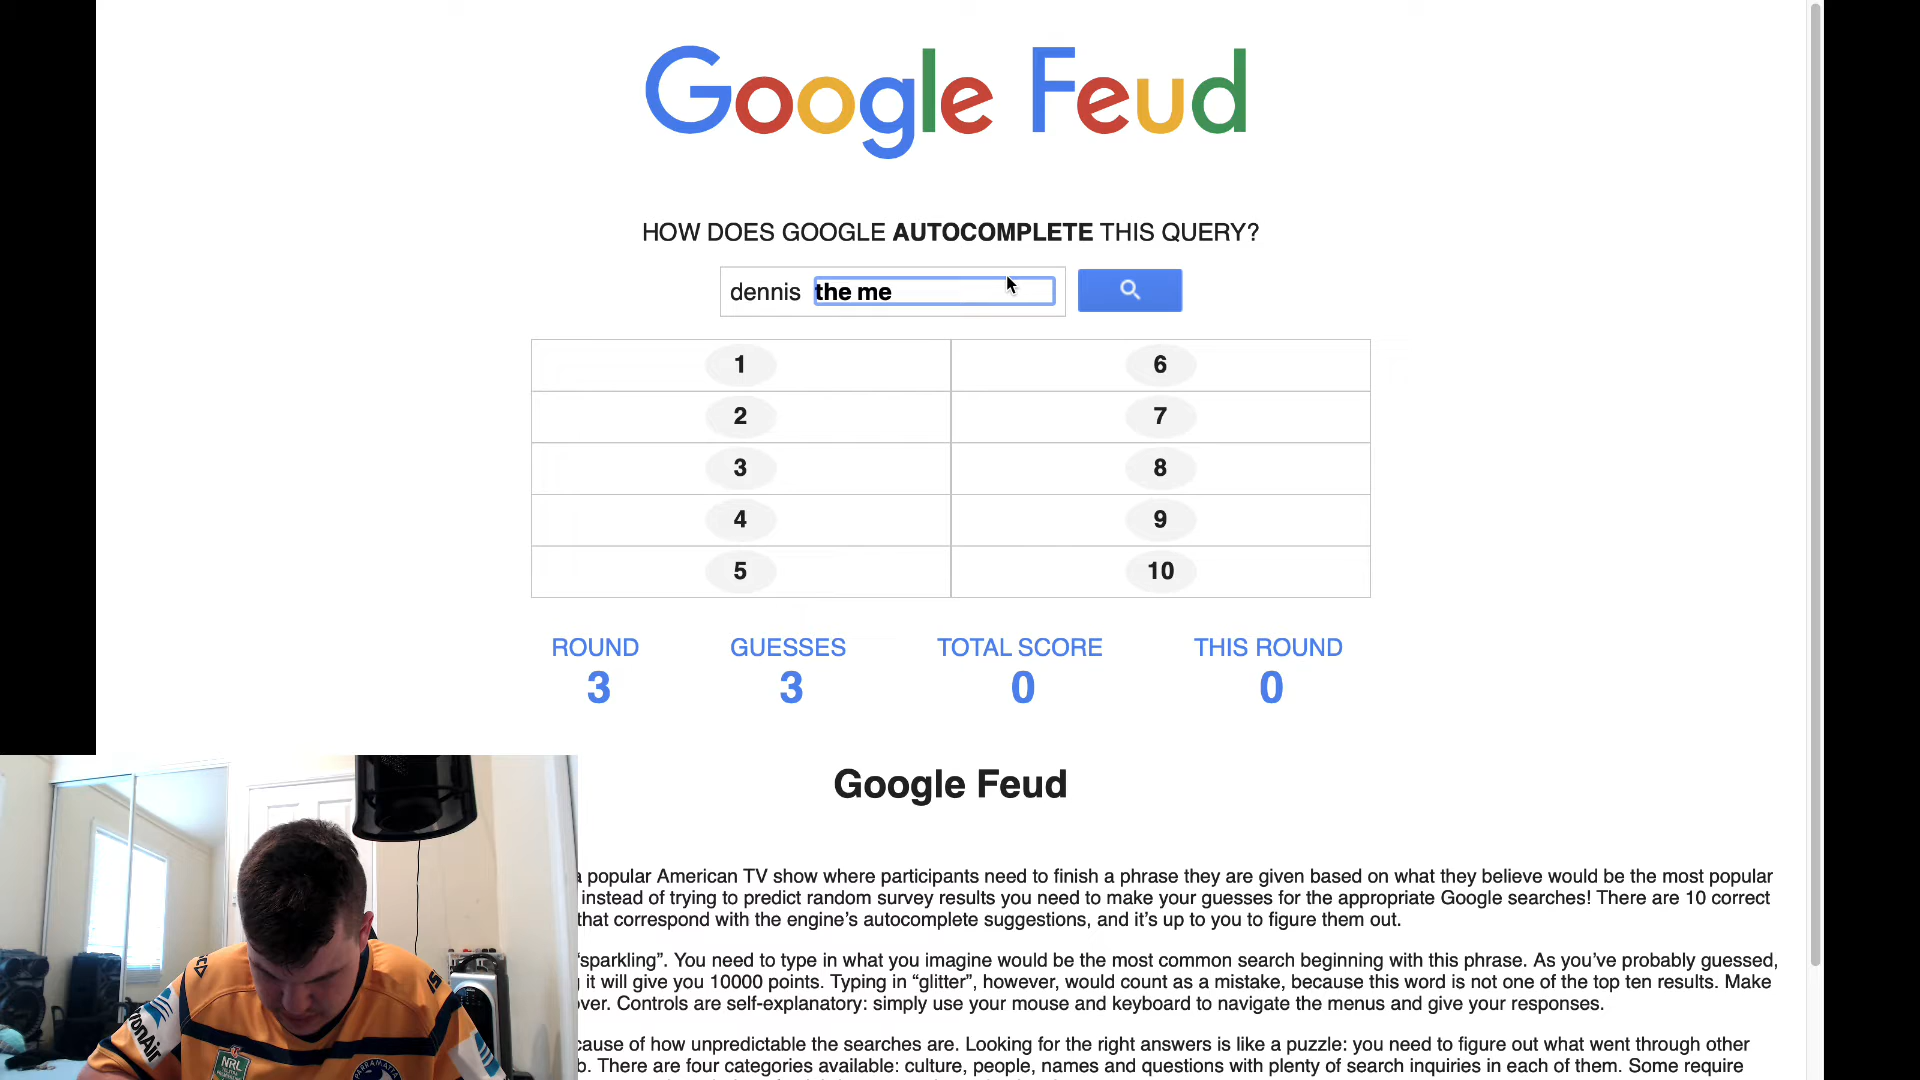 Google Feud
HOW DOES GOOGLE AUTOCOMPLETE THIS QUERY?
dennis the me
1 6
2 7
3 8
4 9
5 10
ROUND GUESSES TOTAL SCORE THIS ROUND
3 3 0 0
Google Feud
a popular American TV show where participants need to finish a phrase they are given based on what they believe would be the most popular
instead of trying to predict random survey results you need to make your guesses for the appropriate Google searches! There are 10 correct
that correspond with the engine's autocomplete suggestions, and it's up to you to figure them out.
"sparkling". You need to type in what you imagine would be the most common search beginning with this phrase. As you've probably guessed,
it will give you 10000 points. Typing in "glitter", however, would count as a mistake, because this word is not one of the top ten results. Make
over. Controls are self-explanatory: simply use your mouse and keyboard to navigate the menus and give your responses.
cause of how unpredictable the searches are. Looking for the right answers is like a puzzle: you need to figure out what went through other
b. There are four categories available: culture, people, names and questions with plenty of search inquiries in each of them. Some require
NRL
PARRAMATTA